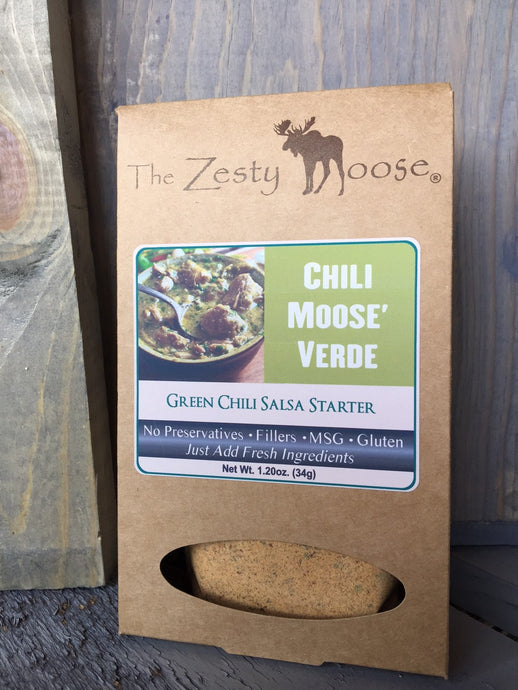 The Zesty Moose®
CHILI
MOOSE'
VERDE
GREEN CHILI SALSA STARTER
No Preservatives • Fillers • MSG • Gluten
Just Add Fresh Ingredients
Net Wt. 1.20oz. (34g)